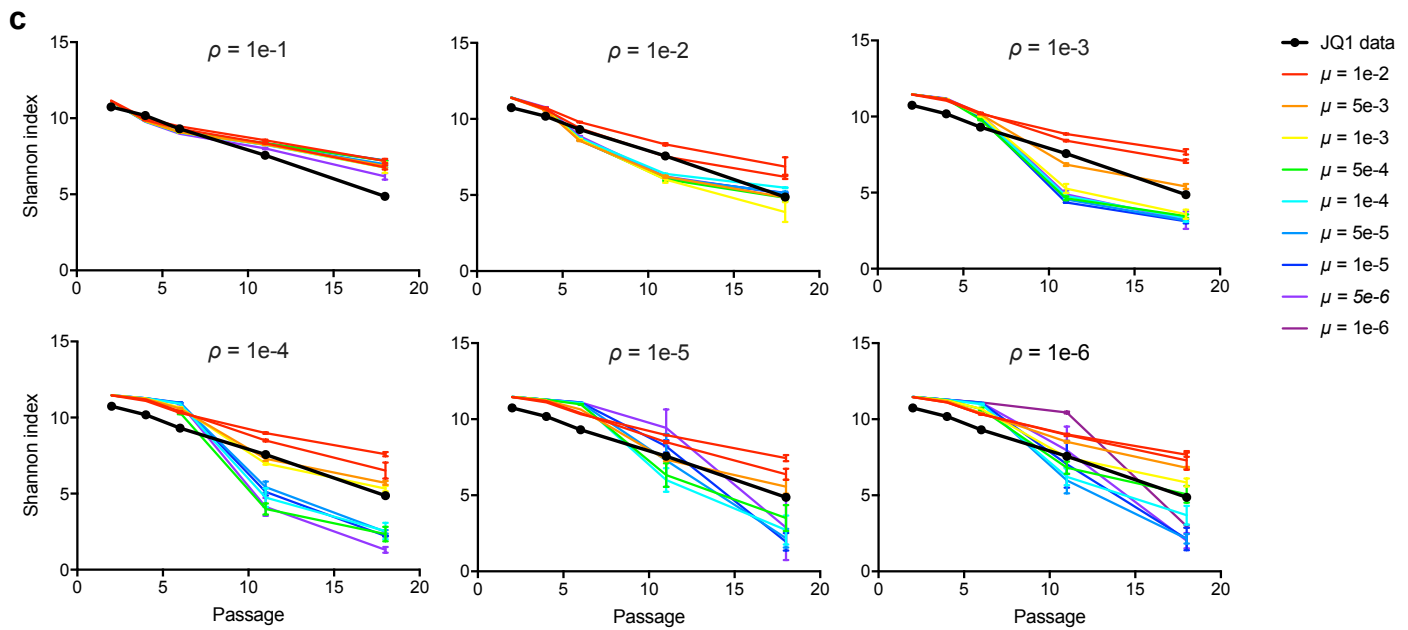 c
ρ = 1e-1
Shannon index
15
10
5
0
0 5 10 15 20
ρ = 1e-2
15
10
5
0
0 5 10 15 20
ρ = 1e-3
15
10
5
0
0 5 10 15 20
JQ1 data
μ = 1e-2
μ = 5e-3
μ = 1e-3
μ = 5e-4
μ = 1e-4
μ = 5e-5
μ = 1e-5
μ = 5e-6
μ = 1e-6
ρ = 1e-4
Shannon index
15
10
5
0
0 5 10 15 20
Passage
ρ = 1e-5
15
10
5
0
0 5 10 15 20
Passage
ρ = 1e-6
15
10
5
0
0 5 10 15 20
Passage